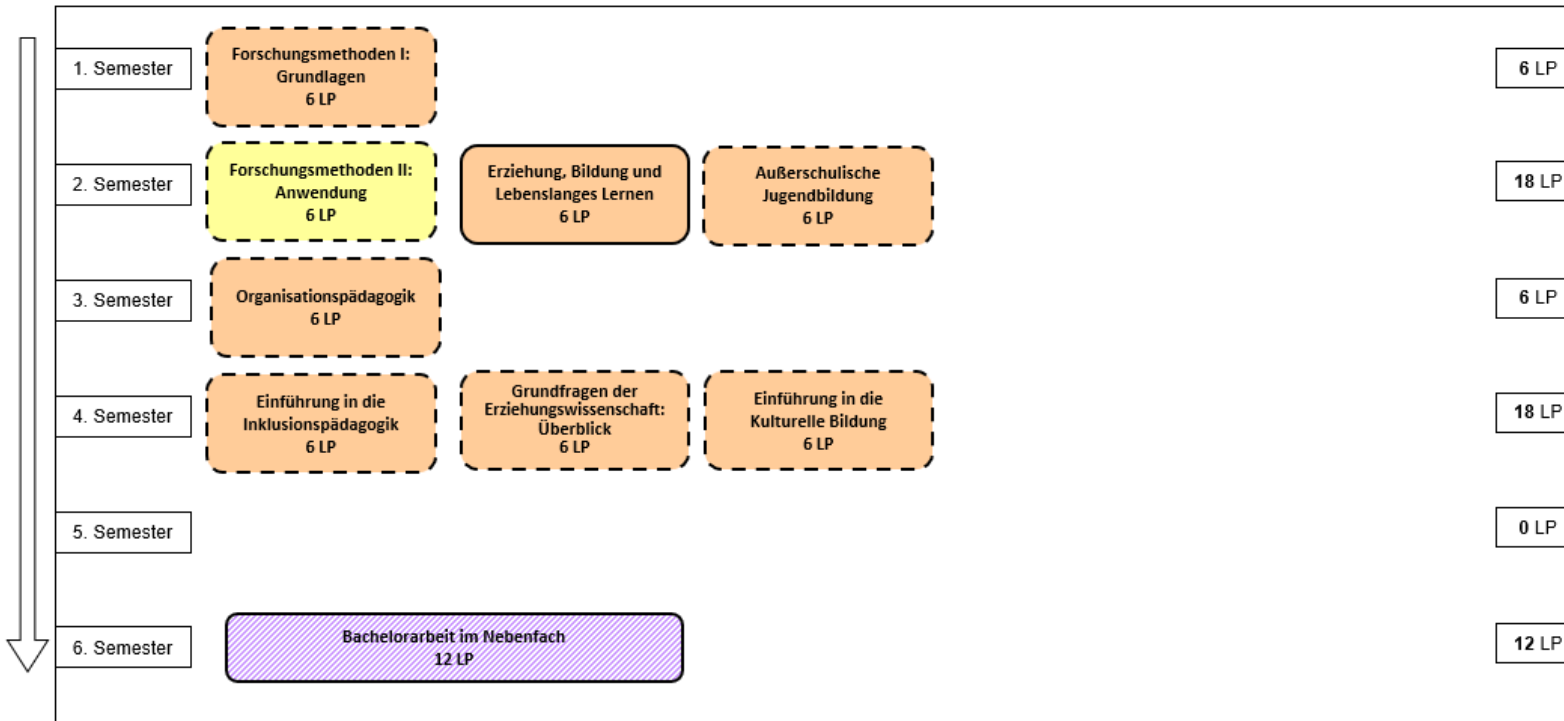 1. Semester
Forschungsmethoden I:
Grundlagen
6 LP
6 LP
2. Semester
Forschungsmethoden II:
Anwendung
6 LP
Erziehung, Bildung und
Lebenslanges Lernen
6 LP
Außerschulische
Jugendbildung
6 LP
18 LP
3. Semester
Organisationspädagogik
6 LP
6 LP
4. Semester
Einführung in die
Inklusionspädagogik
6 LP
Grundfragen der
Erziehungswissenschaft:
Überblick
6 LP
Einführung in die
Kulturelle Bildung
6 LP
18 LP
5. Semester
0 LP
6. Semester
Bachelorarbeit im Nebenfach
12 LP
12 LP